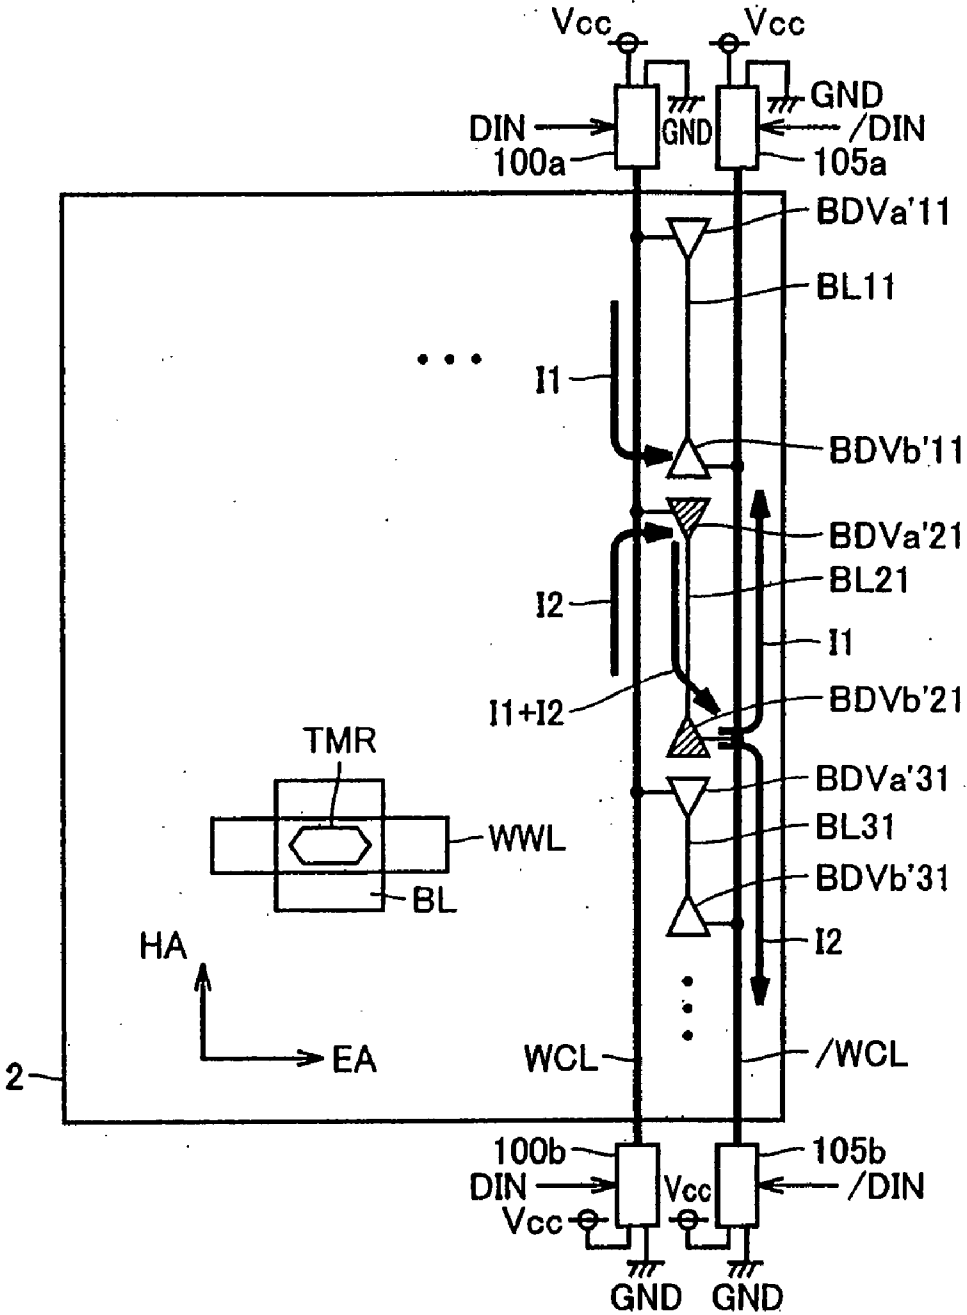 Vcc Vcc
GND
DIN GND /DIN
100a 105a
BDVa'11
BL11
I1
BDVb'11
BDVa'21
BL21
I2
I1
I1+I2
BDVb'21
TMR
BDVa'31
WWL
BL31
BL
BDVb'31
HA
I2
EA
WCL
/WCL
2
100b 105b
DIN Vcc /DIN
Vcc
GND GND